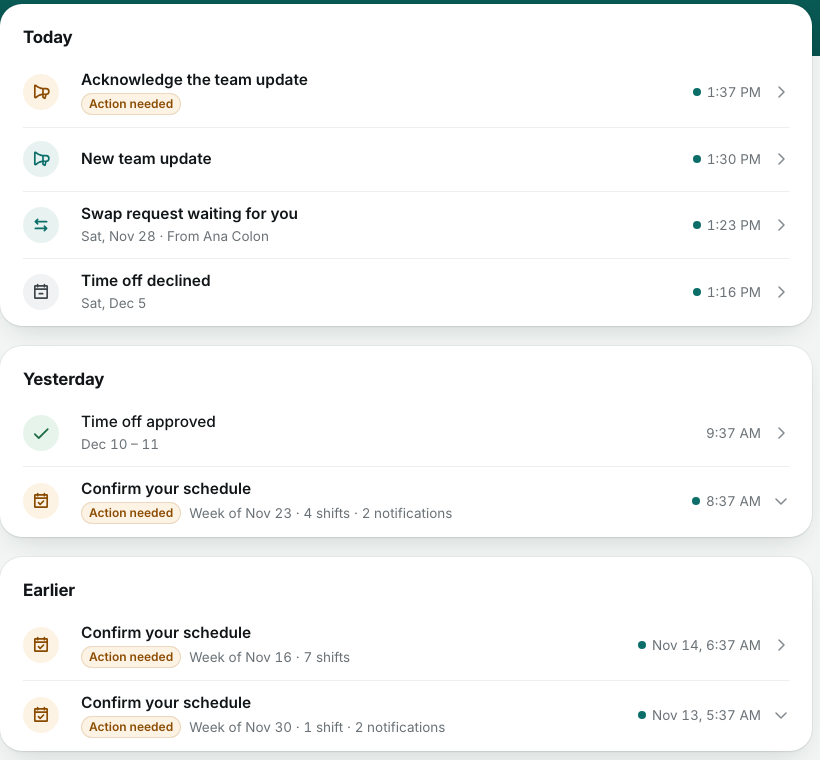 Today
Acknowledge the team update
Action needed
1:37 PM
New team update
1:30 PM
Swap request waiting for you
Sat, Nov 28 · From Ana Colon
1:23 PM
Time off declined
Sat, Dec 5
1:16 PM
Yesterday
Time off approved
Dec 10 – 11
9:37 AM
Confirm your schedule
Action needed Week of Nov 23 · 4 shifts · 2 notifications
8:37 AM
Earlier
Confirm your schedule
Action needed Week of Nov 16 · 7 shifts
Nov 14, 6:37 AM
Confirm your schedule
Action needed Week of Nov 30 · 1 shift · 2 notifications
Nov 13, 5:37 AM